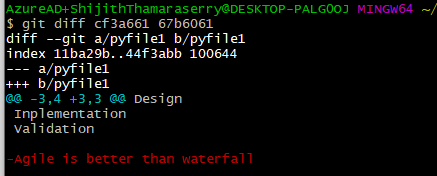 AzureAD+ShijithThamaraserry@DESKTOP-PALGOOJ MINGW64 ~/
$ git diff cf3a661 67b6061
diff --git a/pyfile1 b/pyfile1
index 11ba29b..44f3abb 100644
--- a/pyfile1
+++ b/pyfile1
@@ -3,4 +3,3 @@ Design
 Inplementation
 Validation

-Agile is better than waterfall